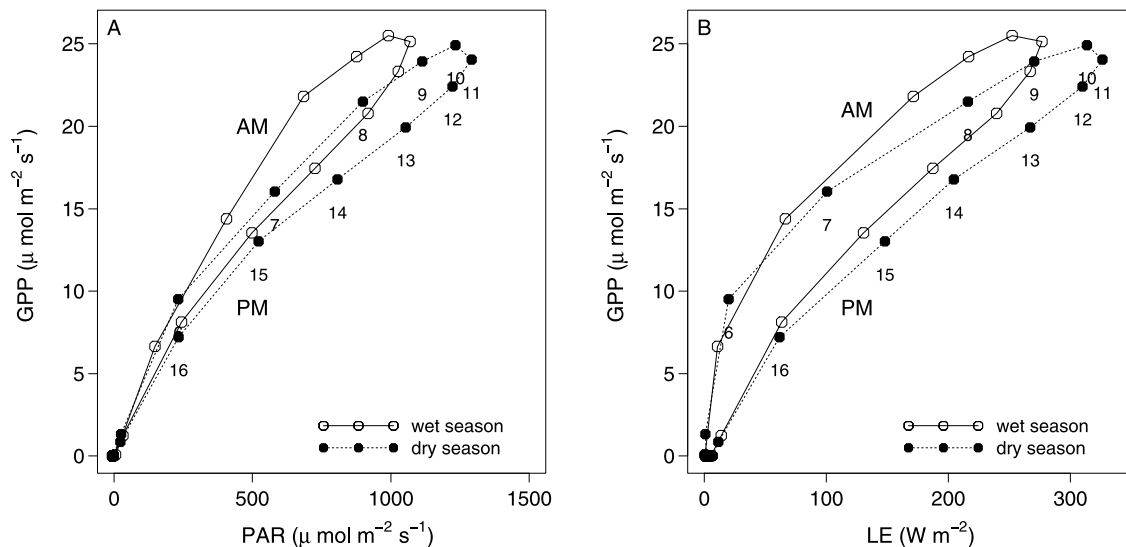 A
25
20
15
10
5
0
GPP (μ mol m−2 s−1)
AM
PM
10
11
9
12
8
13
14
7
15
16
wet season
dry season
0
500
1000
1500
PAR (μ mol m−2 s−1)
B
25
20
15
10
5
0
GPP (μ mol m−2 s−1)
AM
PM
10
11
9
12
8
13
14
7
15
6
16
wet season
dry season
0
100
200
300
LE (W m−2)